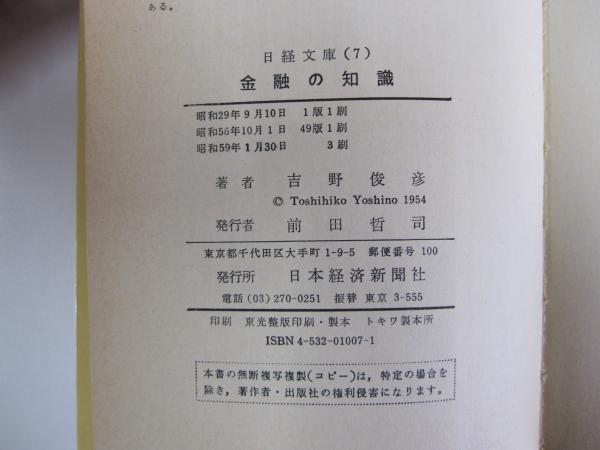 ある。
日経文庫(7)
金融の知識
昭和29年9月10日 1版1刷
昭和56年10月1日 49版1刷
昭和59年1月30日 3刷
著者 吉野俊彦
© Toshihiko Yoshino 1954
発行者 前田哲司
東京都千代田区大手町1-9-5 郵便番号 100
発行所 日本経済新聞社
電話(03)270-0251 振替 東京 3-555
印刷 東光整版印刷・製本 トキワ製本所
ISBN4-532-01007-1
本書の無断複写複製(コピー)は,特定の場合を
除き,著作者・出版社の権利侵害になります。